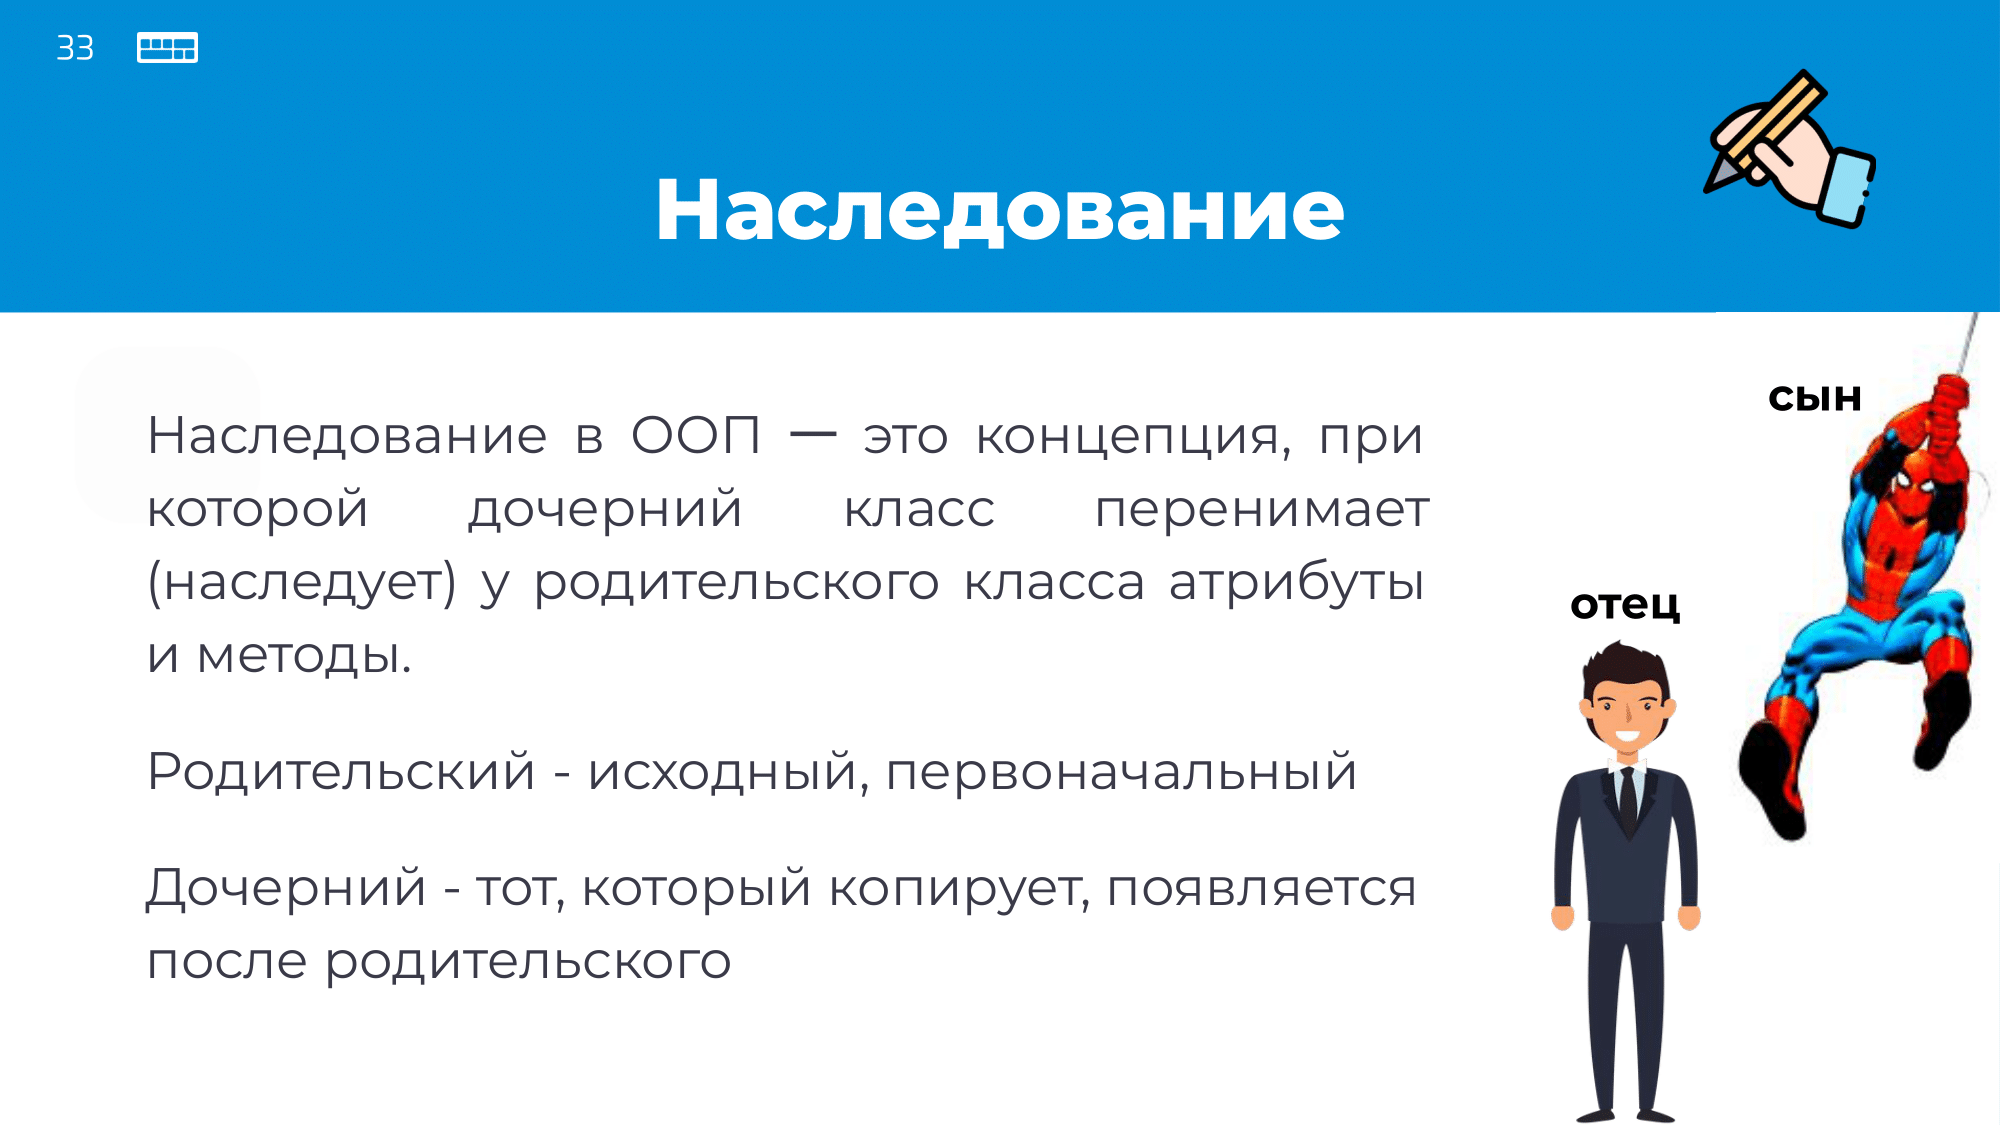 33
Наследование
сын
Наследование в ООП — это концепция, при
которой дочерний класс перенимает
(наследует) у родительского класса атрибуты
и методы.
отец
Родительский - исходный, первоначальный
Дочерний - тот, который копирует, появляется
после родительского